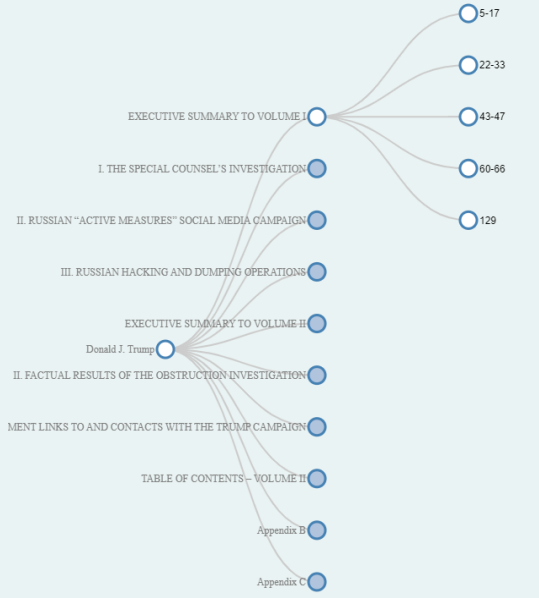 5-17
22-33
EXECUTIVE SUMMARY TO VOLUME I
43-47
I. THE SPECIAL COUNSEL'S INVESTIGATION
60-66
II. RUSSIAN “ACTIVE MEASURES” SOCIAL MEDIA CAMPAIGN
129
III. RUSSIAN HACKING AND DUMPING OPERATIONS
EXECUTIVE SUMMARY TO VOLUME II
Donald J. Trump
II. FACTUAL RESULTS OF THE OBSTRUCTION INVESTIGATION
MENT LINKS TO AND CONTACTS WITH THE TRUMP CAMPAIGN
TABLE OF CONTENTS – VOLUME II
Appendix B
Appendix C